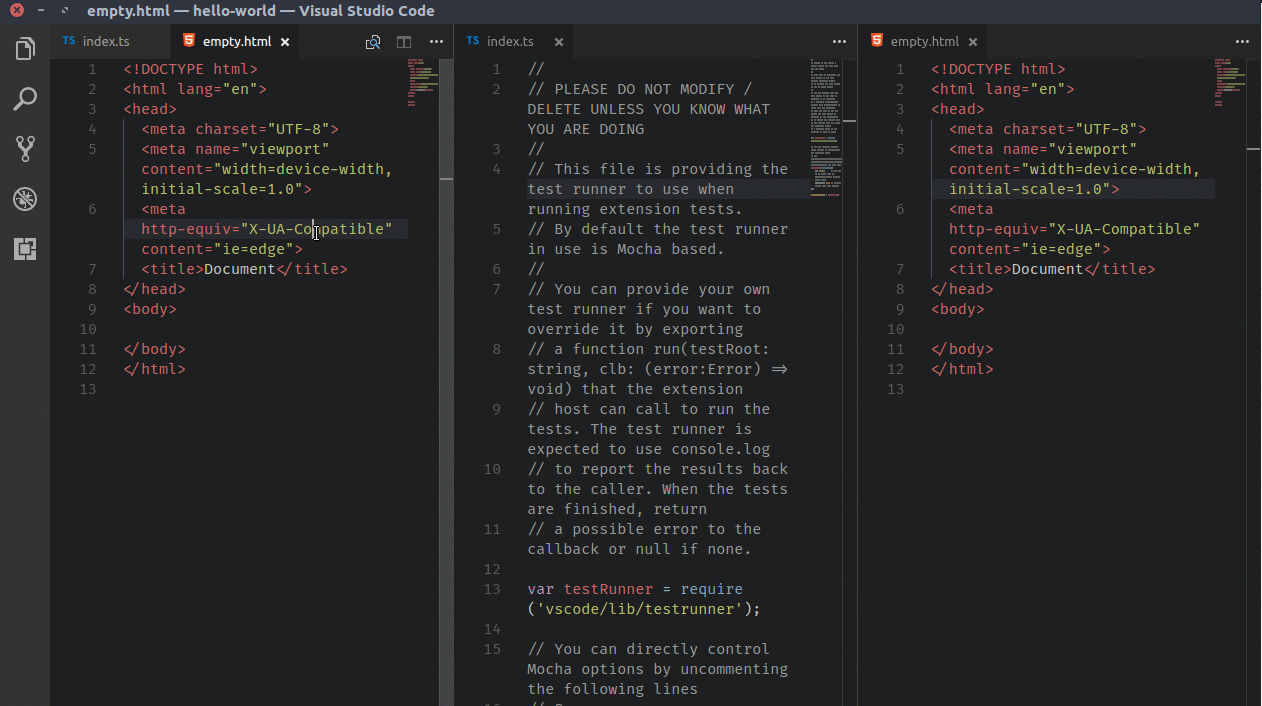 empty.html — hello-world — Visual Studio Code
TS index.ts
5 empty.html ×
1 <!DOCTYPE html>
2 <html lang="en">
3 <head>
4 <meta charset="UTF-8">
5 <meta name="viewport"
content="width=device-width,
initial-scale=1.0">
6 <meta
http-equiv="X-UA-Compatible"
content="ie=edge">
7 <title>Document</title>
8 </head>
9 <body>
10
11 </body>
12 </html>
13
TS index.ts ×
1 //
2 // PLEASE DO NOT MODIFY /
DELETE UNLESS YOU KNOW WHAT
YOU ARE DOING
3 //
4 // This file is providing the
test runner to use when
running extension tests.
5 // By default the test runner
in use is Mocha based.
6 //
7 // You can provide your own
test runner if you want to
override it by exporting
8 // a function run(testRoot:
string, clb: (error:Error) =>
void) that the extension
9 // host can call to run the
tests. The test runner is
expected to use console.log
10 // to report the results back
to the caller. When the tests
are finished, return
11 // a possible error to the
callback or null if none.
12
13 var testRunner = require
('vscode/lib/testrunner');
14
15 // You can directly control
Mocha options by uncommenting
the following lines
5 empty.html ×
1 <!DOCTYPE html>
2 <html lang="en">
3 <head>
4 <meta charset="UTF-8">
5 <meta name="viewport"
content="width=device-width,
initial-scale=1.0">
6 <meta
http-equiv="X-UA-Compatible"
content="ie=edge">
7 <title>Document</title>
8 </head>
9 <body>
10
11 </body>
12 </html>
13